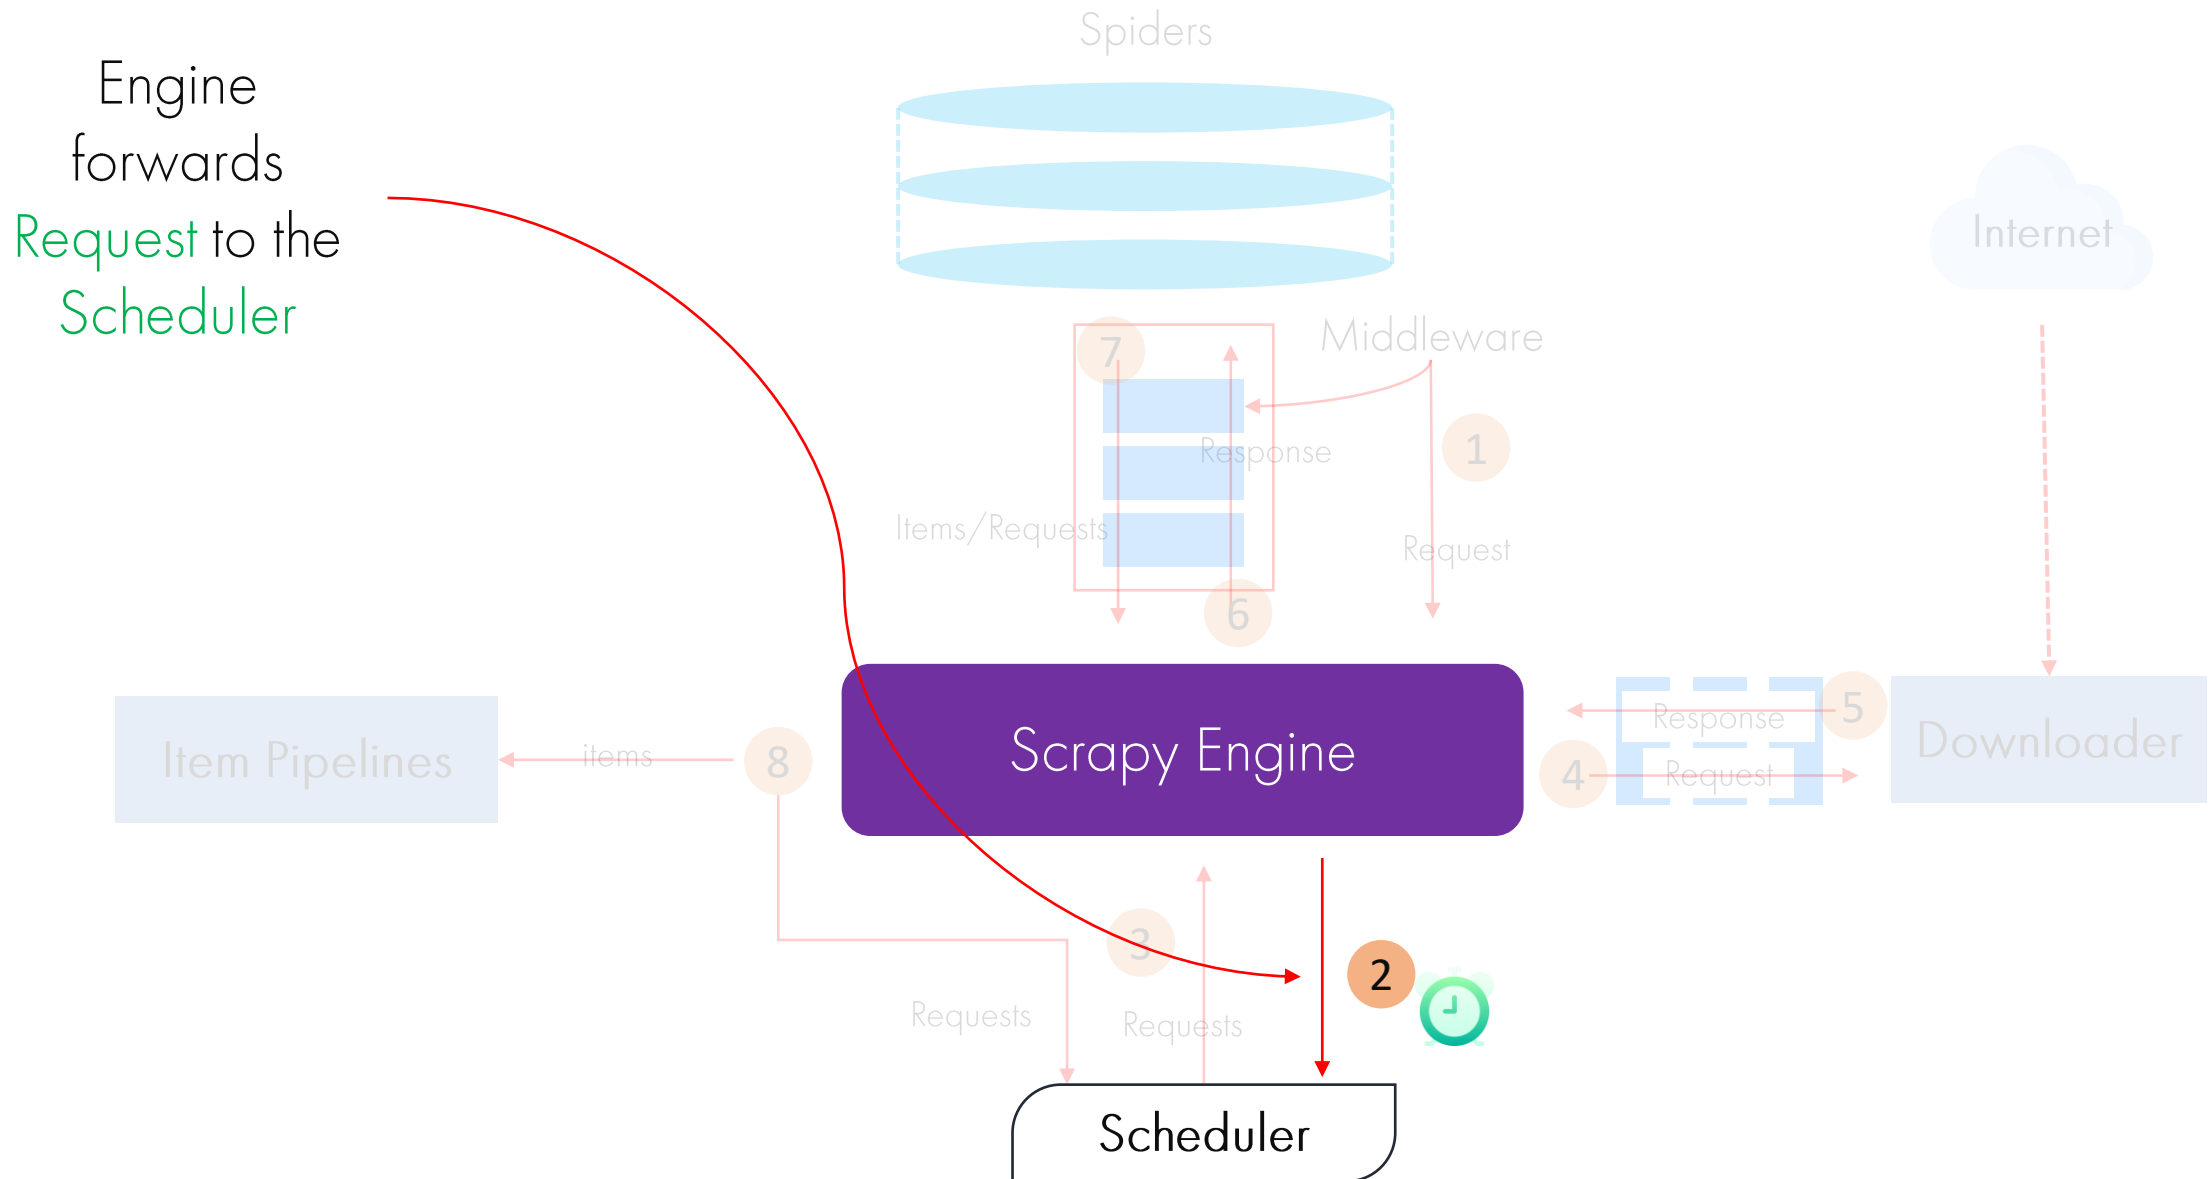 Spiders
Engine
forwards
Request to the
Scheduler
Internet
Middleware
7
1
Response
Items/Requests
Request
6
Scrapy Engine
Item Pipelines
items
8
Response
5
4
Request
Downloader
3
2
Requests
Requests
Scheduler